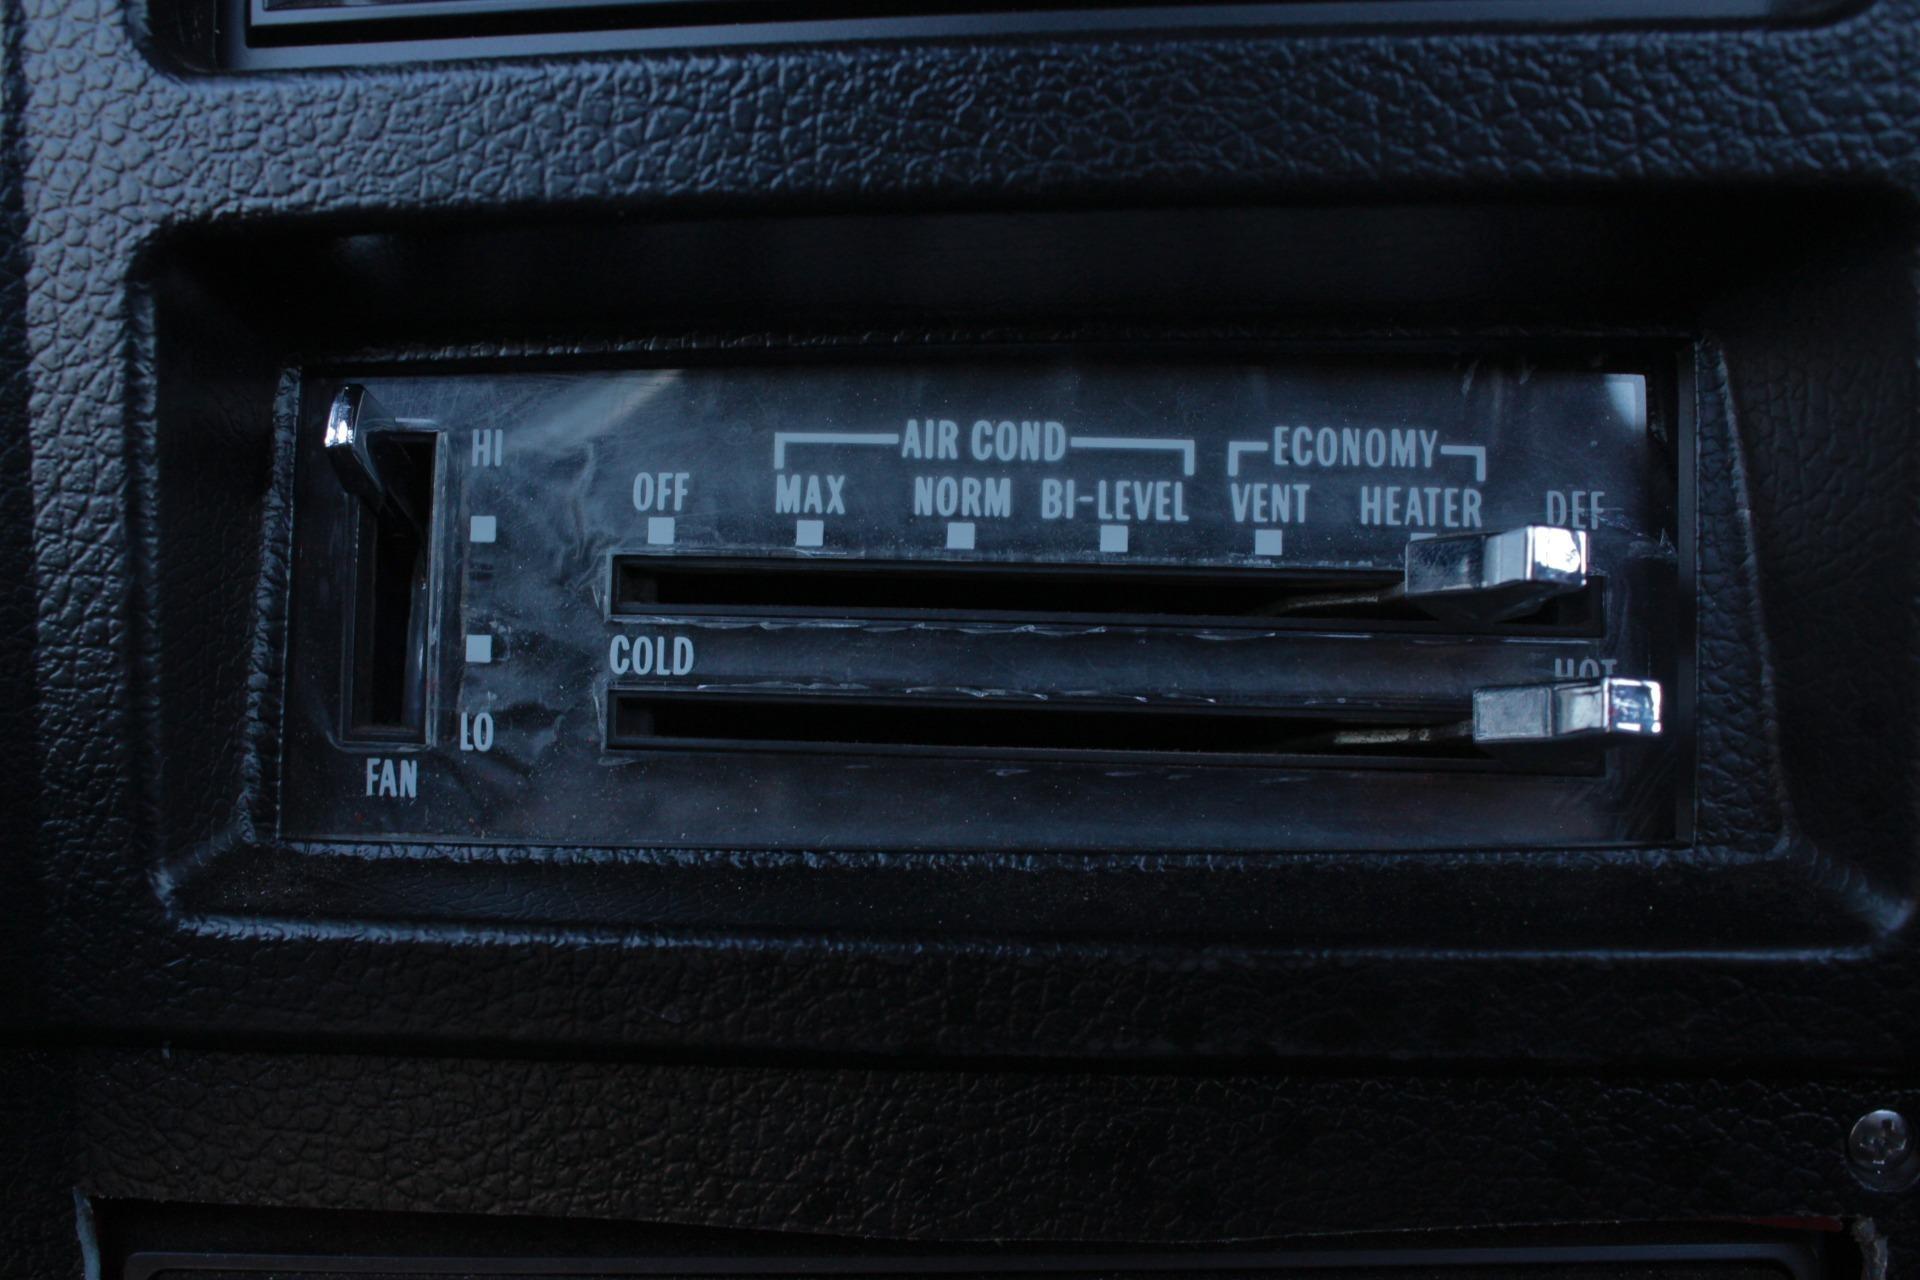 HI
AIR COND
ECONOMY
OFF MAX NORM BI-LEVEL VENT HEATER DEF
COLD HOT
LO
FAN